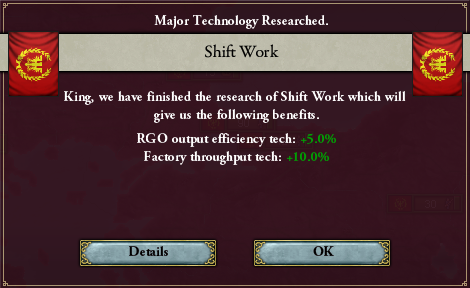 Major Technology Researched.
Shift Work
King, we have finished the research of Shift Work which will
give us the following benefits.
RGO output efficiency tech: +5.0%
Factory throughput tech: +10.0%
Details
OK